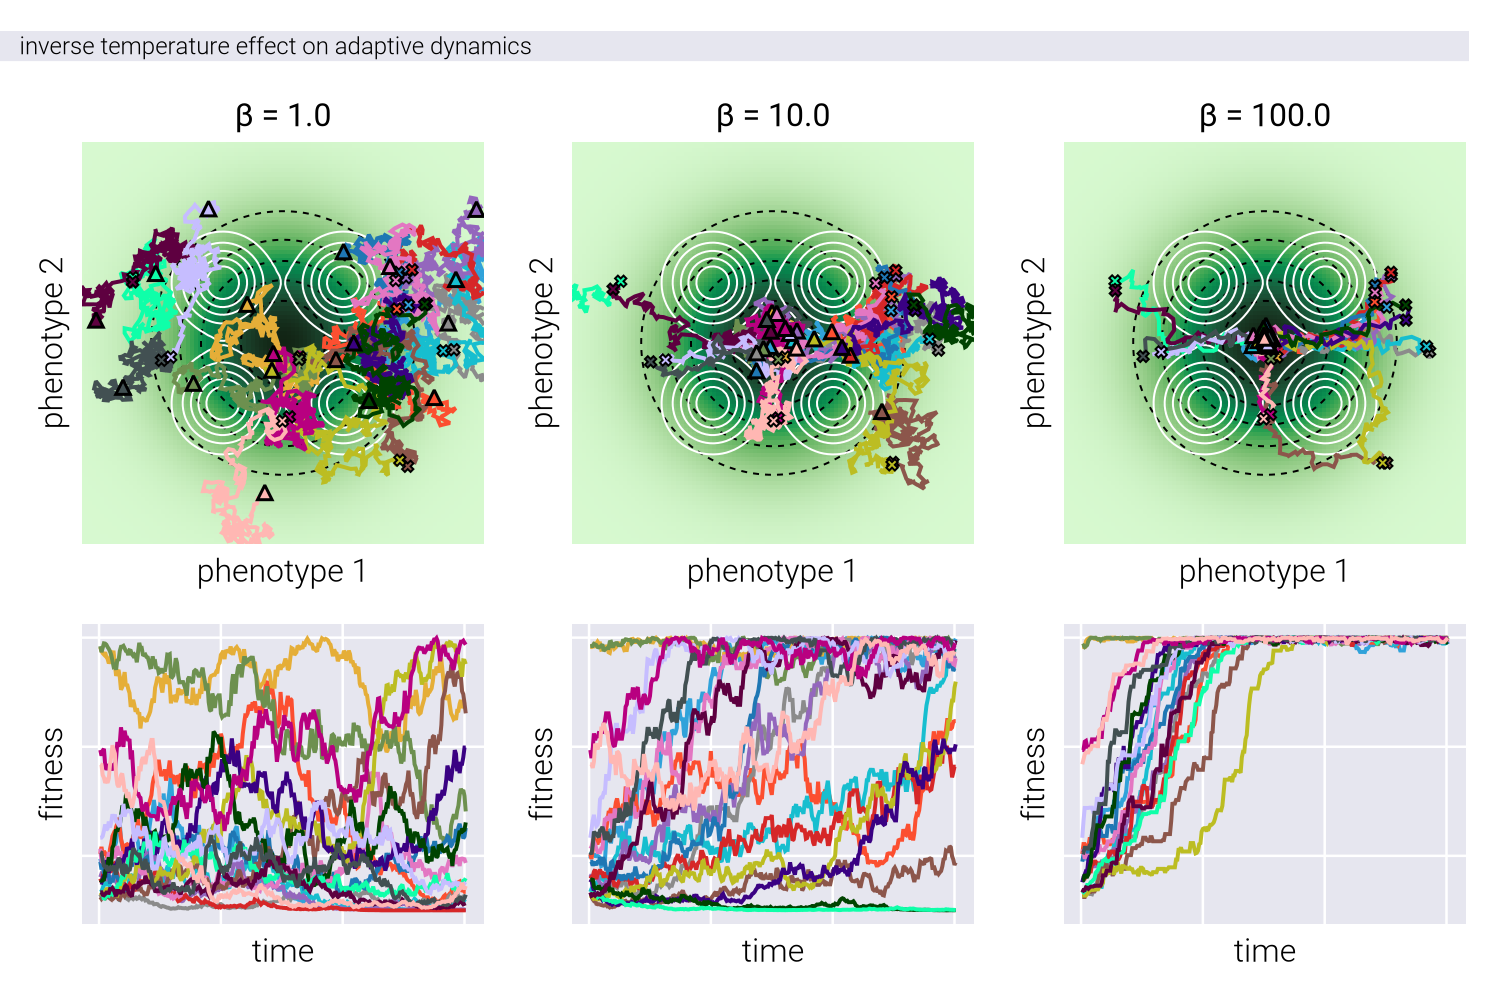 inverse temperature effect on adaptive dynamics
β = 1.0
β = 10.0
β = 100.0
phenotype 2
phenotype 2
phenotype 2
phenotype 1
phenotype 1
phenotype 1
fitness
fitness
fitness
time
time
time